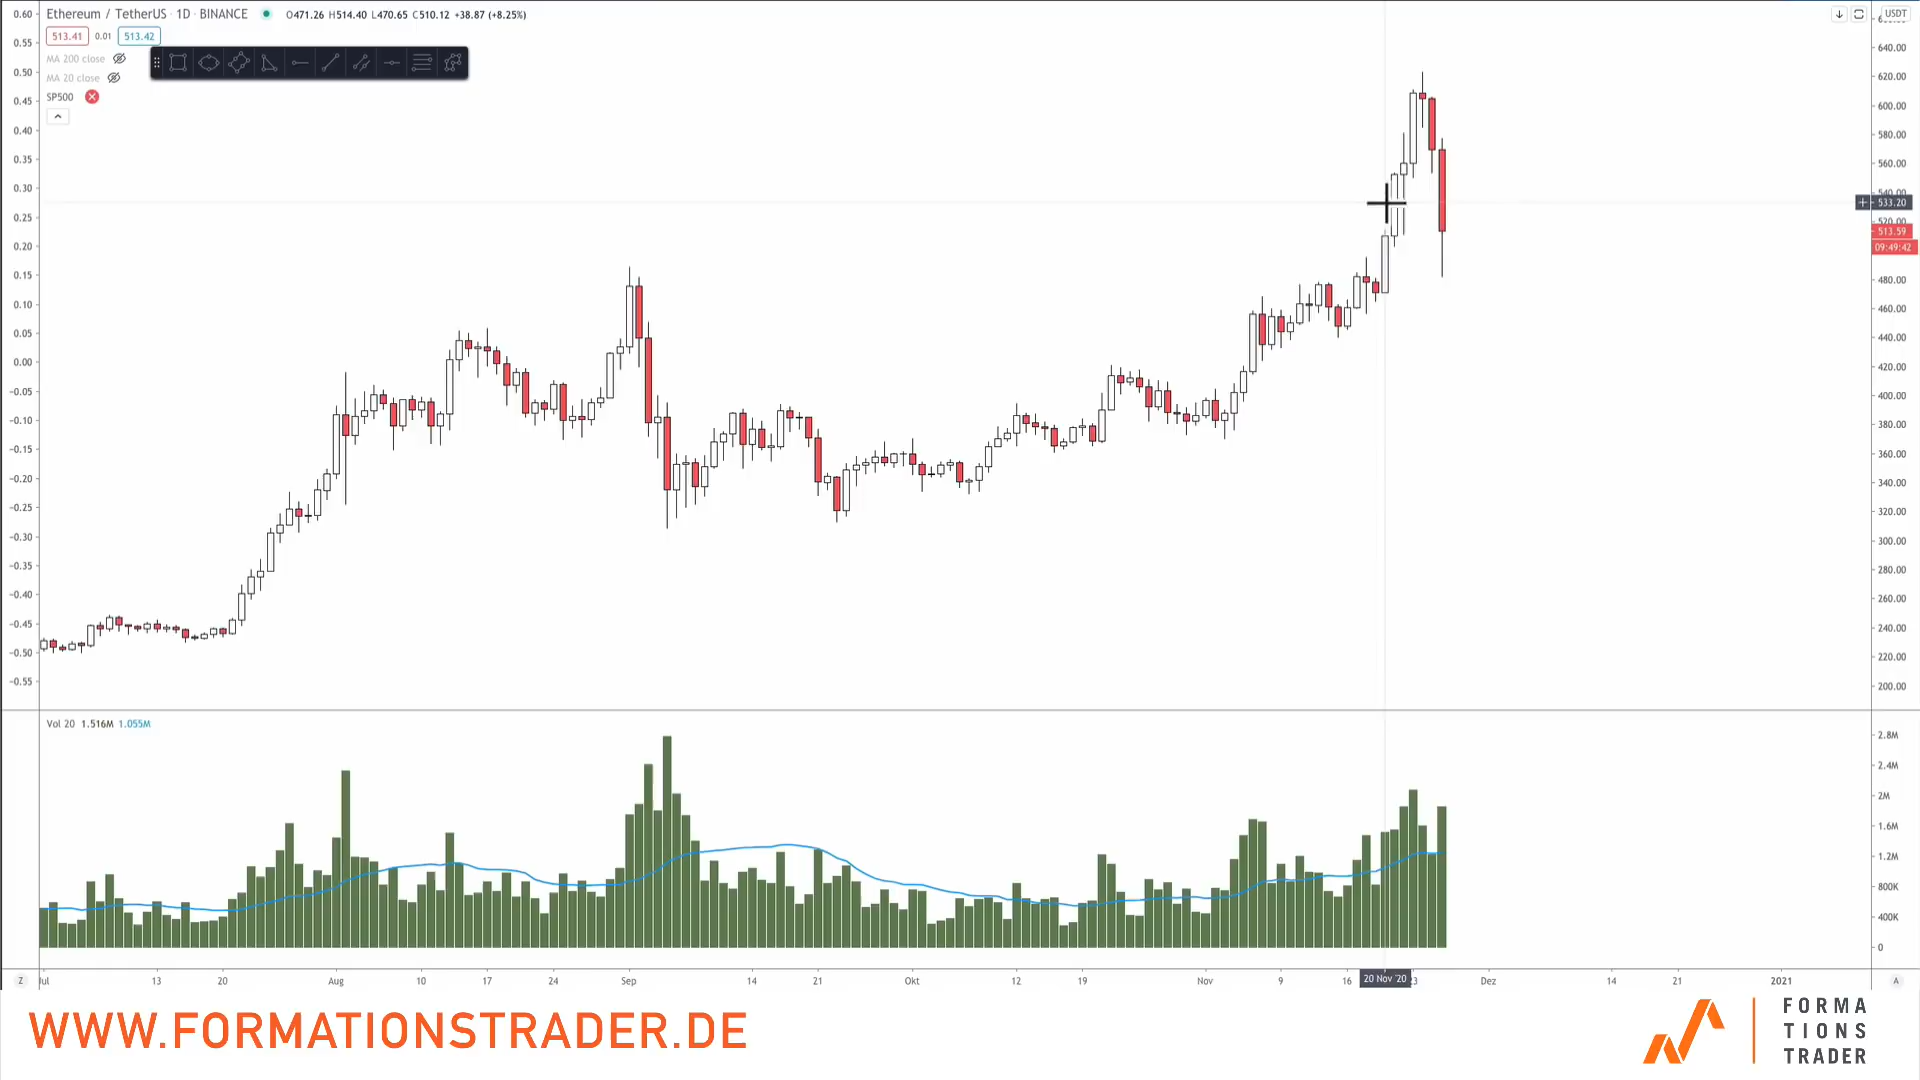 Ethereum / TetherUS · 1D · BINANCE O471.26 H514.40 L470.65 C510.12 +38.87 (+8.25%)
513.41 0.01 513.42
MA 200 close
MA 20 close
SP500
0.60
0.55
0.50
0.45
0.40
0.35
0.30
0.25
0.20
0.15
0.10
0.05
0.00
−0.05
−0.10
−0.15
−0.20
−0.25
−0.30
−0.35
−0.40
−0.45
−0.50
−0.55
USDT
640.00
620.00
600.00
580.00
560.00
540.00
533.20
520.00
513.59
09:49:42
480.00
460.00
440.00
420.00
400.00
380.00
360.00
340.00
320.00
300.00
280.00
260.00
240.00
220.00
200.00
Vol 20 1.516M 1.055M
2.8M
2.4M
2M
1.6M
1.2M
800K
400K
0
Z Jul 13 20 Aug 10 17 24 Sep 14 21 Okt 12 19 Nov 9 16 20 Nov '20 23 Dez 14 21 2021 A
WWW.FORMATIONSTRADER.DE
FORMA
TIONS
TRADER